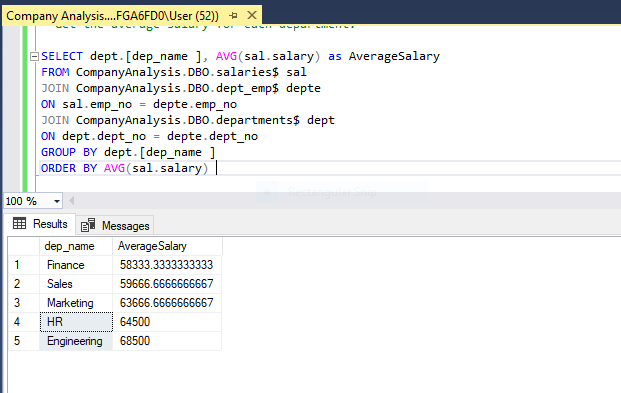 Company Analysis....FGA6FD0\User (52))
Get the average salary for each department.
SELECT dept.[dep_name ], AVG(sal.salary) as AverageSalary
FROM CompanyAnalysis.DBO.salaries$ sal
JOIN CompanyAnalysis.DBO.dept_emp$ depte
ON sal.emp_no = depte.emp_no
JOIN CompanyAnalysis.DBO.departments$ dept
ON dept.dept_no = depte.dept_no
GROUP BY dept.[dep_name ]
ORDER BY AVG(sal.salary)
100 %
Results Messages
dep_name AverageSalary
1 Finance 58333.3333333333
2 Sales 59666.6666666667
3 Marketing 63666.6666666667
4 HR 64500
5 Engineering 68500